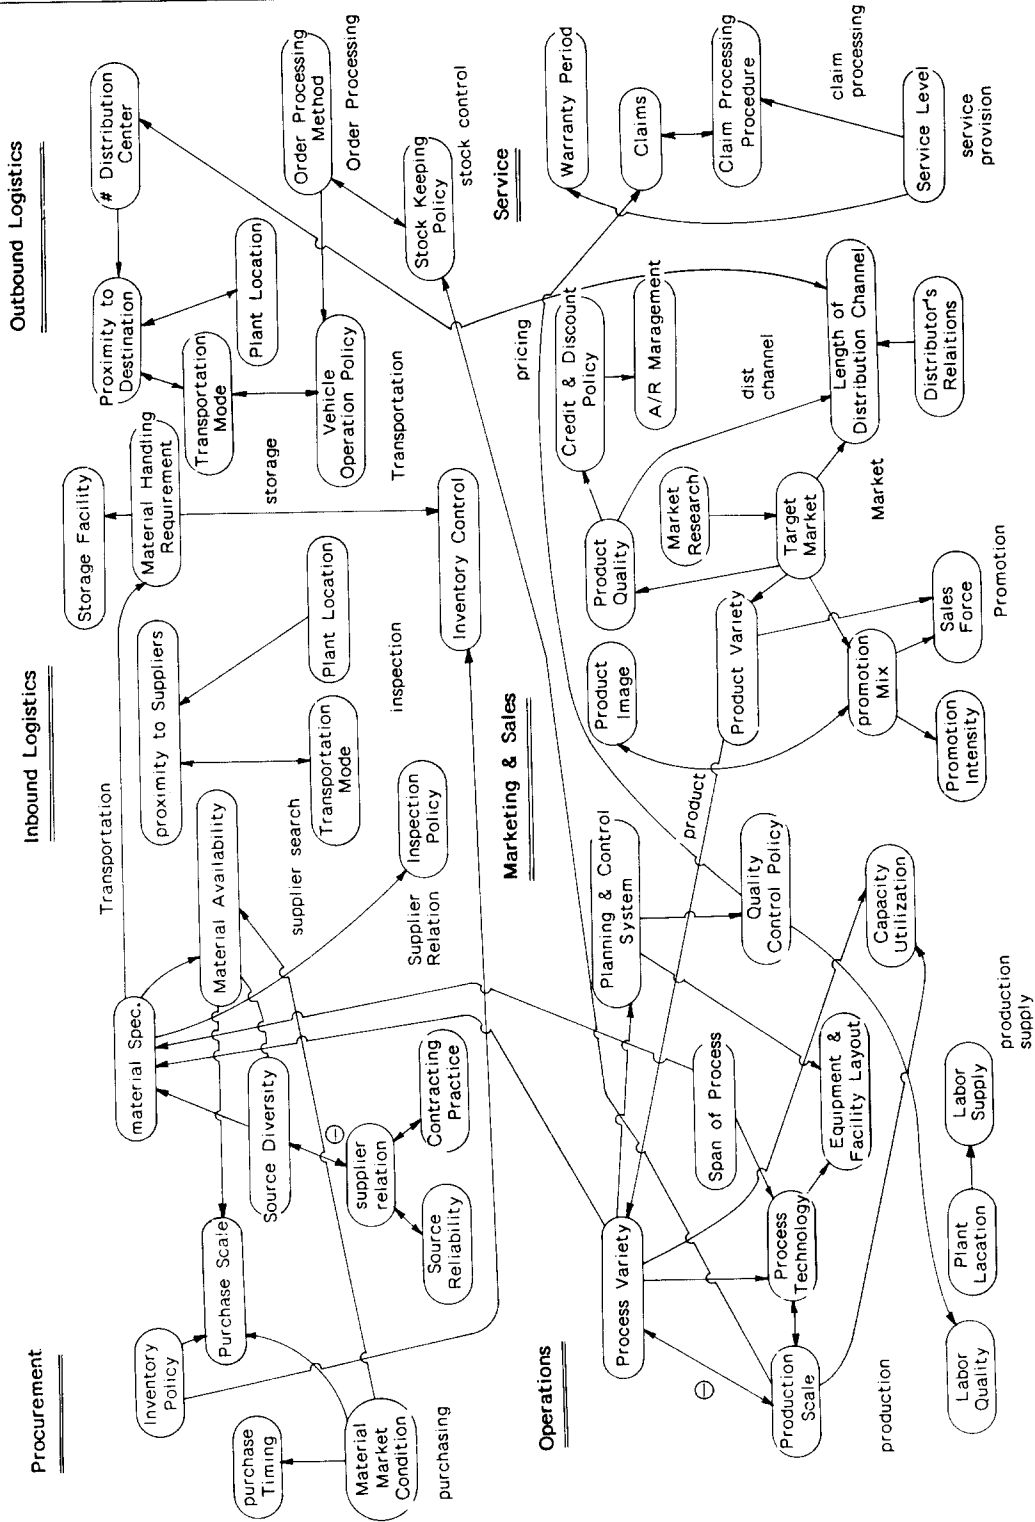 Procurement
Inventory
Policy
purchase
Timing
Purchase Scale
Material
Market
Condition
purchasing
material Spec.
Material Availability
Source Diversity
⊖
supplier
relation
Source
Reliability
Contracting
Practice
supplier search
Supplier
Relation
Inbound Logistics
Transportation
proximity to Suppliers
Transportation
Mode
Plant Location
Inspection
Policy
inspection
Storage Facility
Material Handling
Requirement
storage
Inventory Control
Outbound Logistics
# Distribution
Center
Proximity to
Destination
Transportation
Mode
Plant Location
Vehicle
Operation Policy
Transportation
Order Processing
Method
Order Processing
Stock Keeping
Policy
stock control
Operations
Process Variety
⊖
Production
Scale
Process
Technology
Span of Process
Equipment &
Facility Layout
Planning & Control
System
Quality
Control Policy
Capacity
Utilization
production
Labor
Quality
Plant
Lacation
Labor
Supply
production
supply
Marketing & Sales
product
Product
Image
Product
Quality
Product Variety
Market
Research
Target
Market
promotion
Mix
Promotion
Intensity
Sales
Force
Promotion
Market
pricing
Credit & Discount
Policy
A/R Maragement
dist
channel
Length of
Distribution Channel
Distributor's
Relaitions
Service
Warranty Period
Claims
Claim Processing
Procedure
claim
processing
Service Level
service
provision